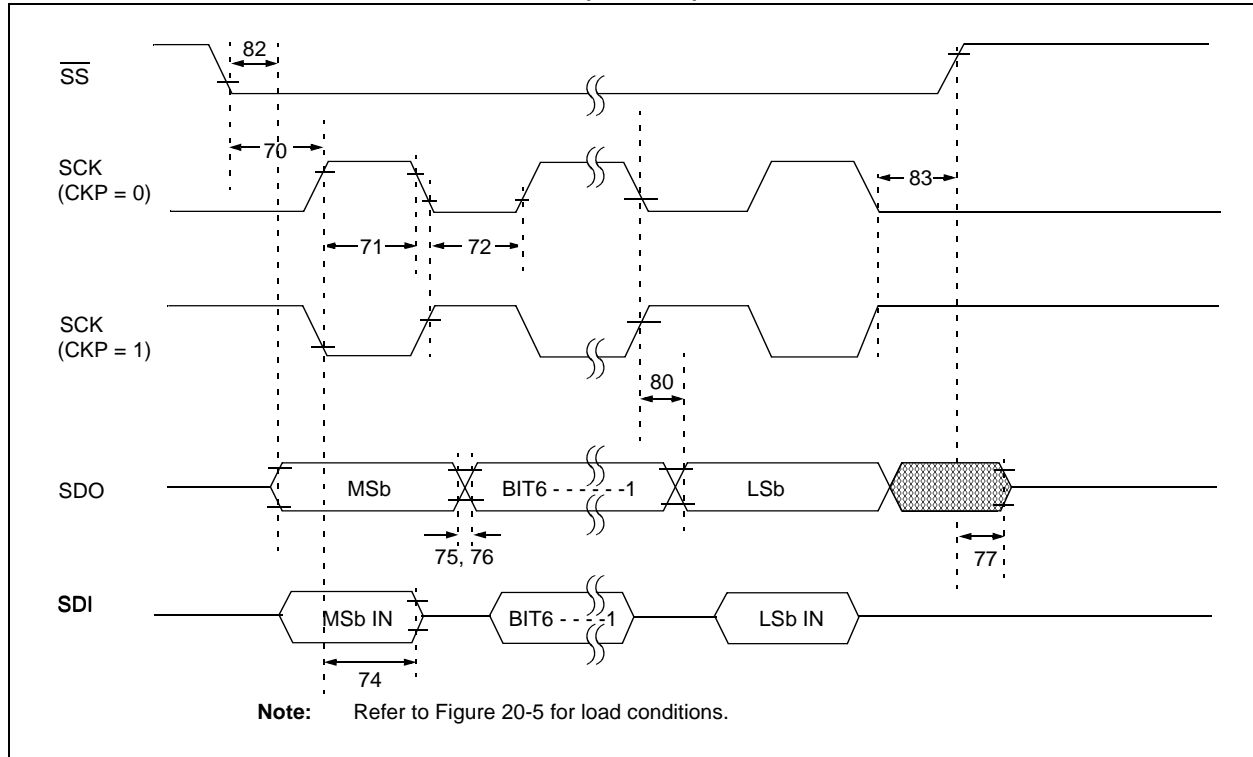 82
SS
70
SCK
(CKP = 0)
83
71
72
SCK
(CKP = 1)
80
SDO
MSb
BIT6 - - - - - -1
LSb
75, 76
77
SDI
MSb IN
BIT6 - - - -1
LSb IN
74
Note: Refer to Figure 20-5 for load conditions.